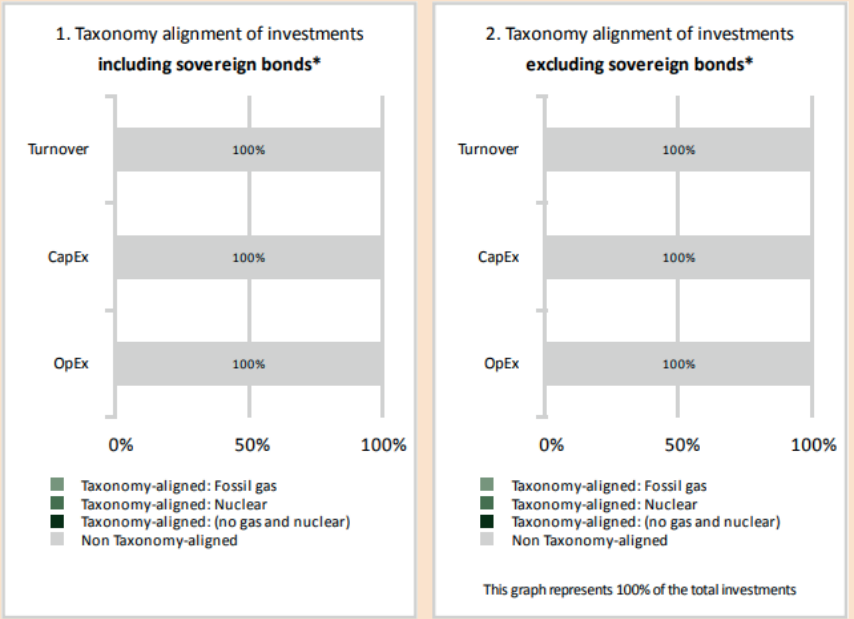 1. Taxonomy alignment of investments
including sovereign bonds*
Turnover
100%
CapEx
100%
OpEx
100%
0%
50%
100%
Taxonomy-aligned: Fossil gas
Taxonomy-aligned: Nuclear
Taxonomy-aligned: (no gas and nuclear)
Non Taxonomy-aligned
2. Taxonomy alignment of investments
excluding sovereign bonds*
Turnover
100%
CapEx
100%
OpEx
100%
0%
50%
100%
Taxonomy-aligned: Fossil gas
Taxonomy-aligned: Nuclear
Taxonomy-aligned: (no gas and nuclear)
Non Taxonomy-aligned
This graph represents 100% of the total investments